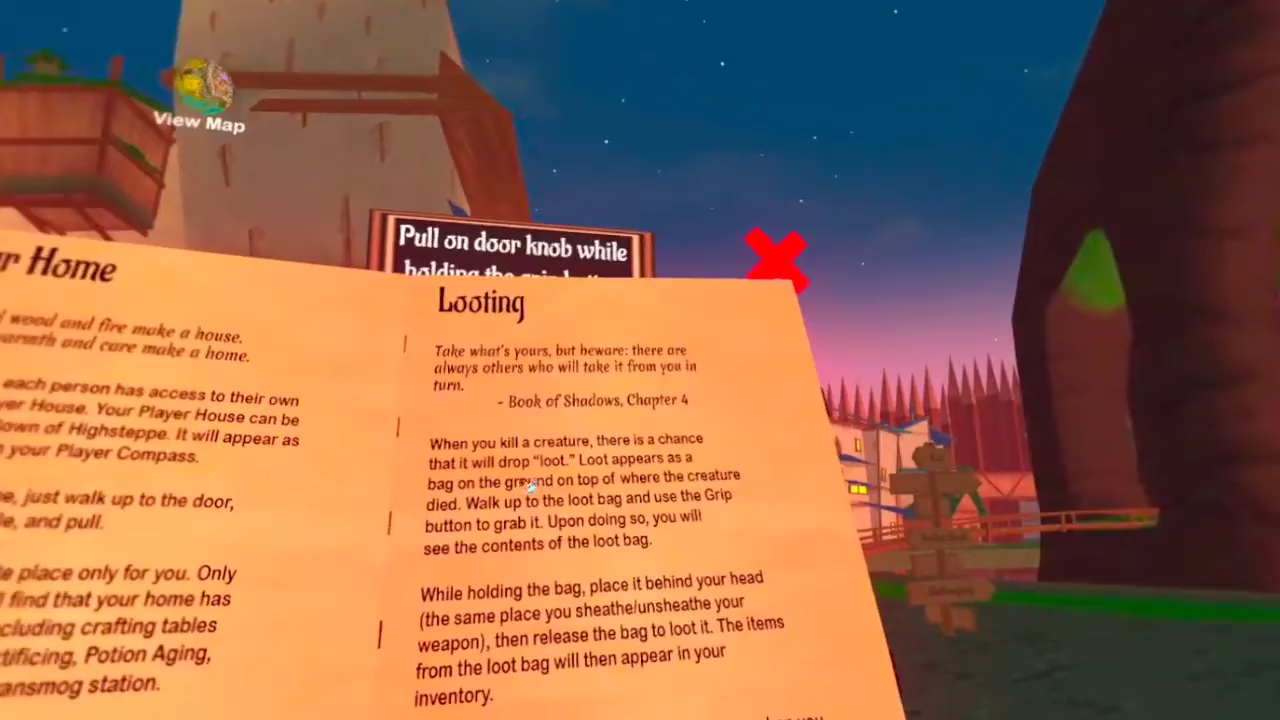 View Map
Pull on door knob while
holding the grip
Home
wood and fire make a house.
warmth and care make a home.
each person has access to their own
House. Your Player House can be
own of Highsteppe. It will appear as
your Player Compass.
just walk up to the door,
and pull.
place only for you. Only
find that your home has
cluding crafting tables
Potion Aging,
ansmog station.
Looting
Take what's yours, but beware: there are
always others who will take it from you in
turn.
- Book of Shadows, Chapter 4
When you kill a creature, there is a chance
that it will drop “loot.” Loot appears as a
bag on the ground on top of where the creature
died. Walk up to the loot bag and use the Grip
button to grab it. Upon doing so, you will
see the contents of the loot bag.
While holding the bag, place it behind your head
(the same place you sheathe/unsheathe your
weapon), then release the bag to loot it. The items
from the loot bag will then appear in your
inventory.